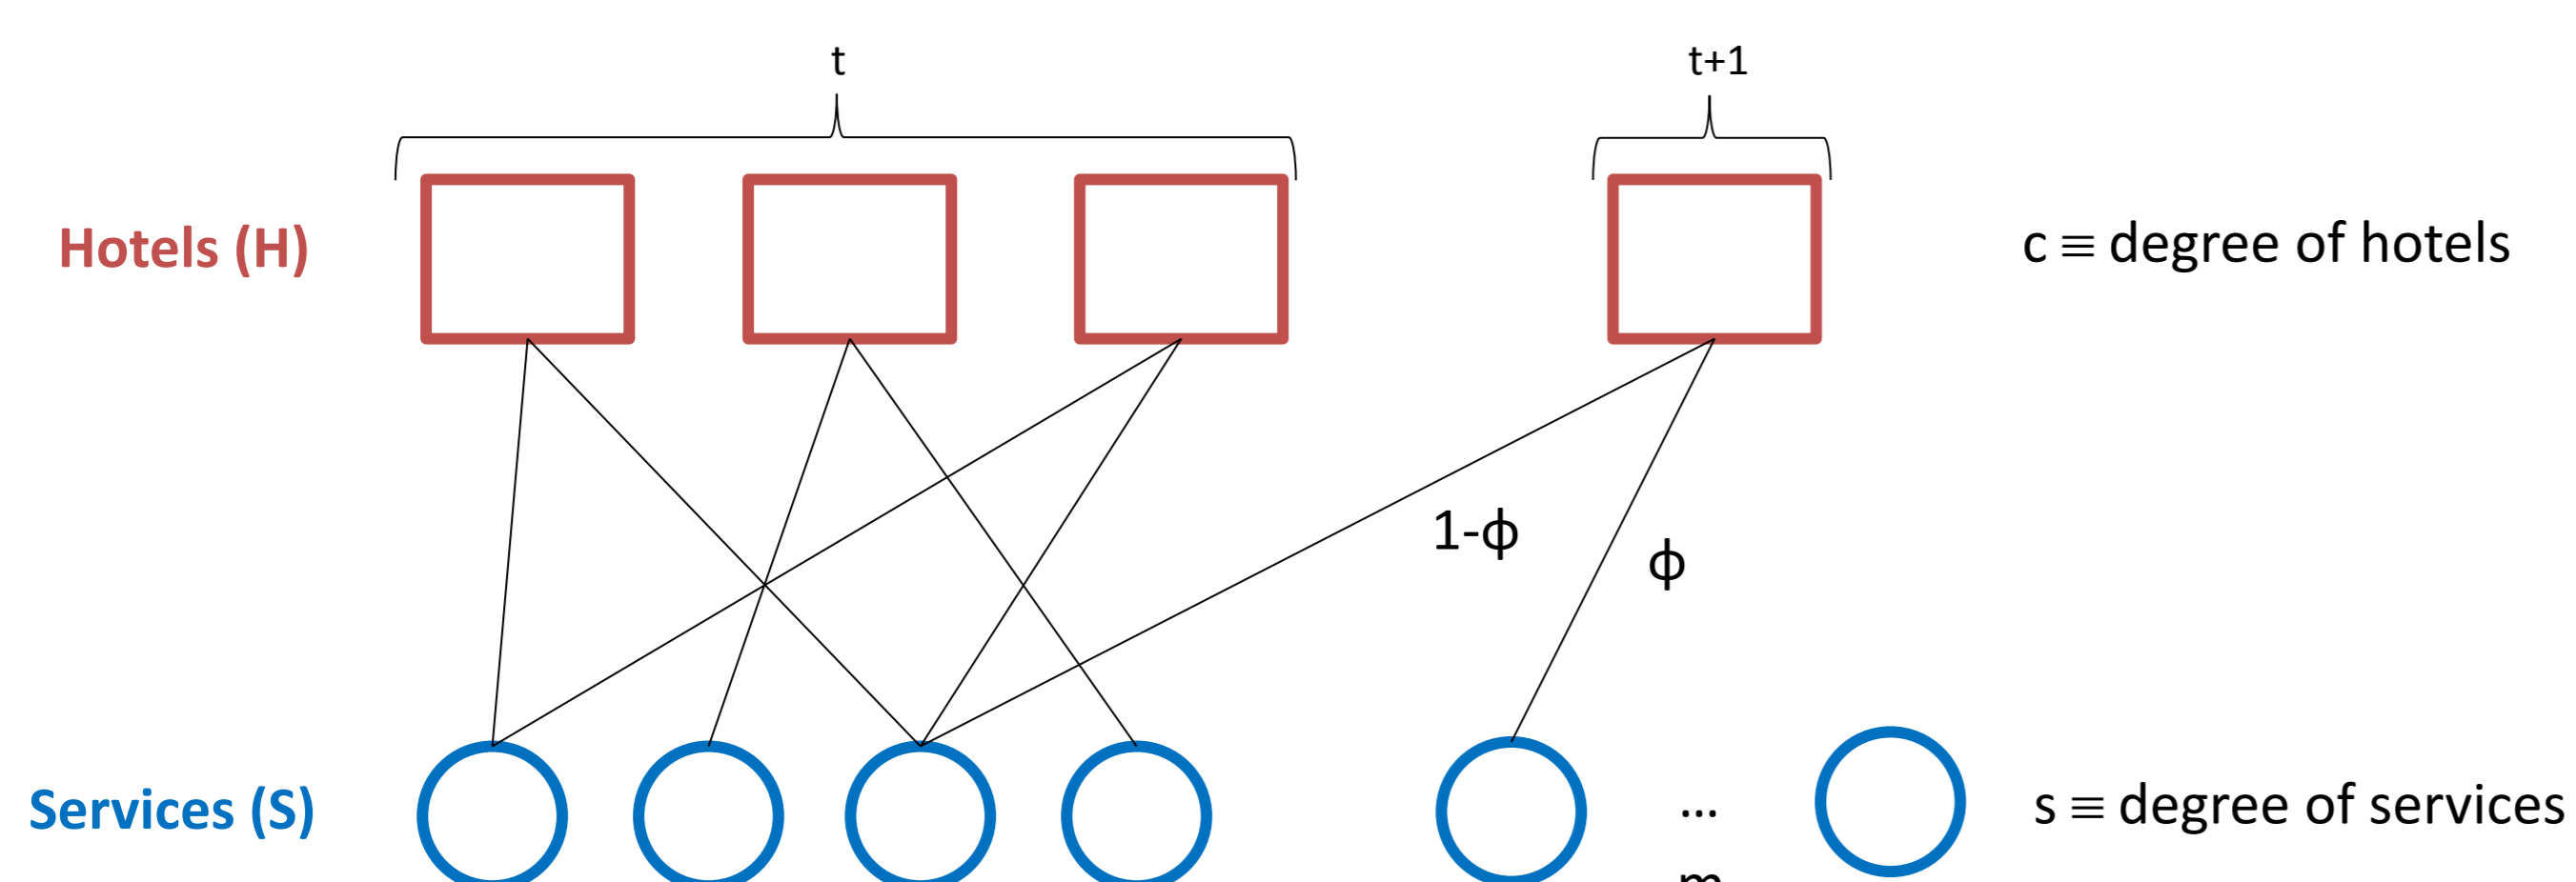 t
t+1
Hotels (H)
c ≡ degree of hotels
1-ϕ
ϕ
Services (S)
...
s ≡ degree of services